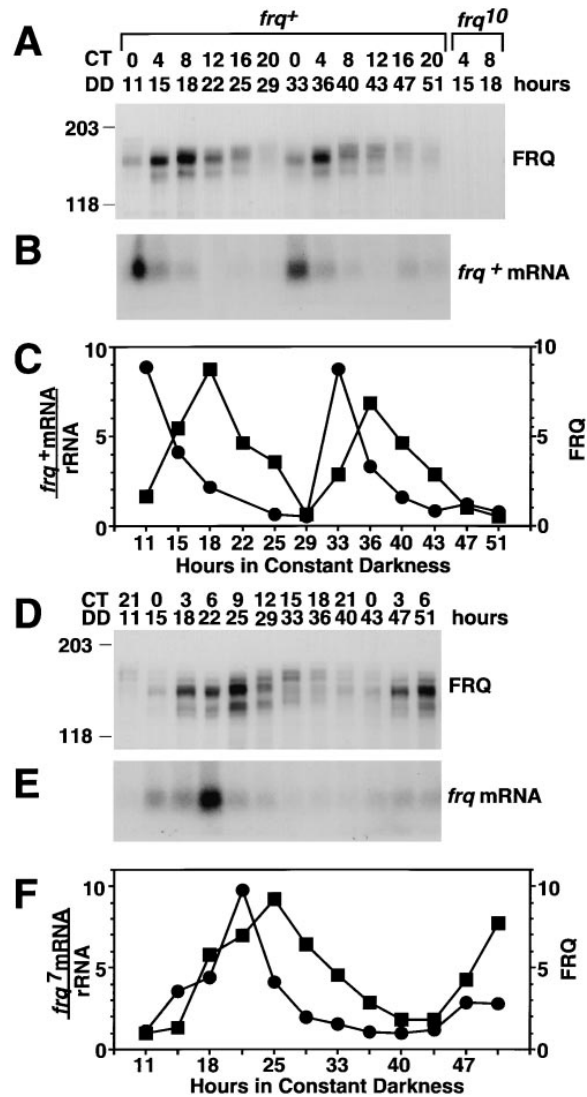 A
frq+ frq10
CT 0 4 8 12 16 20 0 4 8 12 16 20 4 8
DD 11 15 18 22 25 29 33 36 40 43 47 51 15 18 hours
203
FRQ
118
B
frq + mRNA
C
10 10
frq+mRNA
rRNA
5 5
FRQ
0 0
11 15 18 22 25 29 33 36 40 43 47 51
Hours in Constant Darkness
D
CT 21 0 3 6 9 12 15 18 21 0 3 6
DD 11 15 18 22 25 29 33 36 40 43 47 51 hours
203
FRQ
118
E
frq mRNA
F
10 10
frq7mRNA
rRNA
5 5
FRQ
0 0
11 18 25 33 40 47
Hours in Constant Darkness